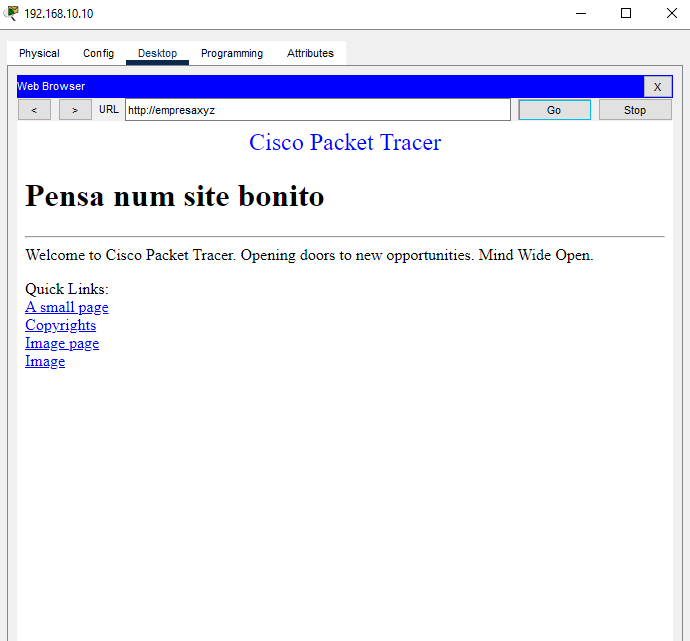 192.168.10.10
Physical Config Desktop Programming Attributes
Web Browser X
< > URL http://empresaxyz Go Stop
Cisco Packet Tracer
Pensa num site bonito
Welcome to Cisco Packet Tracer. Opening doors to new opportunities. Mind Wide Open.
Quick Links:
A small page
Copyrights
Image page
Image